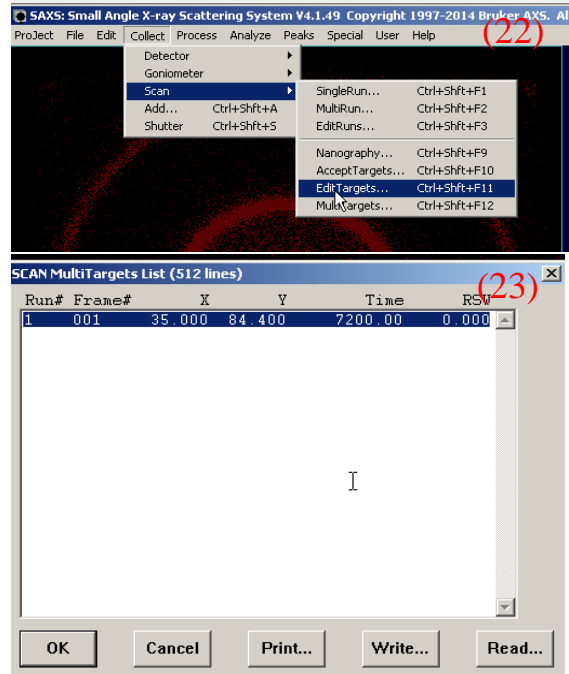 SAXS: Small Angle X-ray Scattering System V4.1.49 Copyright 1997-2014 Bruker AXS. Al
ProJect File Edit Collect Process Analyze Peaks Special User Help
(22)
Detector
Goniometer
Scan
Add... Ctrl+Shft+A
Shutter Ctrl+Shft+S
SingleRun... Ctrl+Shft+F1
MultiRun... Ctrl+Shft+F2
EditRuns... Ctrl+Shft+F3
Nanography... Ctrl+Shft+F9
AcceptTargets... Ctrl+Shft+F10
EditTargets... Ctrl+Shft+F11
MultiTargets... Ctrl+Shft+F12
SCAN MultiTargets List (512 lines)
(23)
Run# Frame# X Y Time RSW
1 001 35.000 84.400 7200.00 0.000
OK Cancel Print... Write... Read...